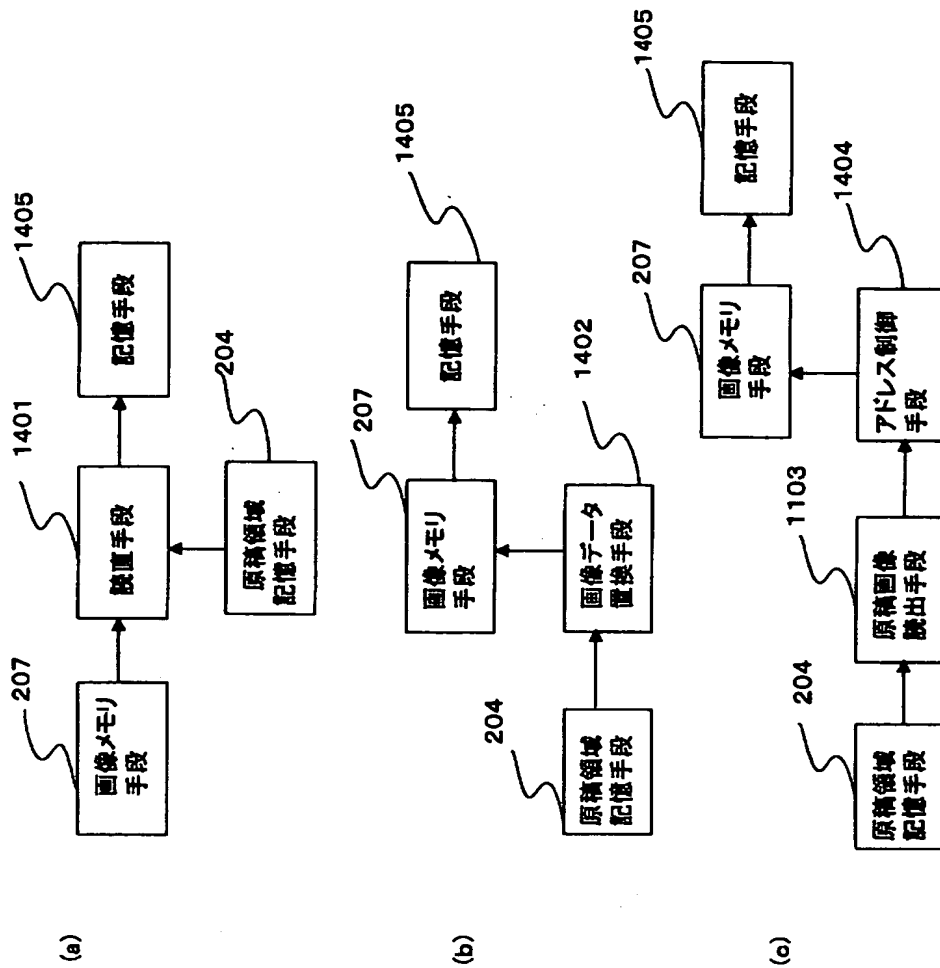 (a)
207
画像メモリ
手段
1401
読直手段
1405
記憶手段
204
原稿領域
記憶手段
(b)
207
画像メモリ
手段
1405
記憶手段
204
原稿領域
記憶手段
1402
画像データ
置換手段
(c)
207
画像メモリ
手段
1405
記憶手段
204
原稿領域
記憶手段
1103
原稿画像
読出手段
1404
アドレス制御
手段